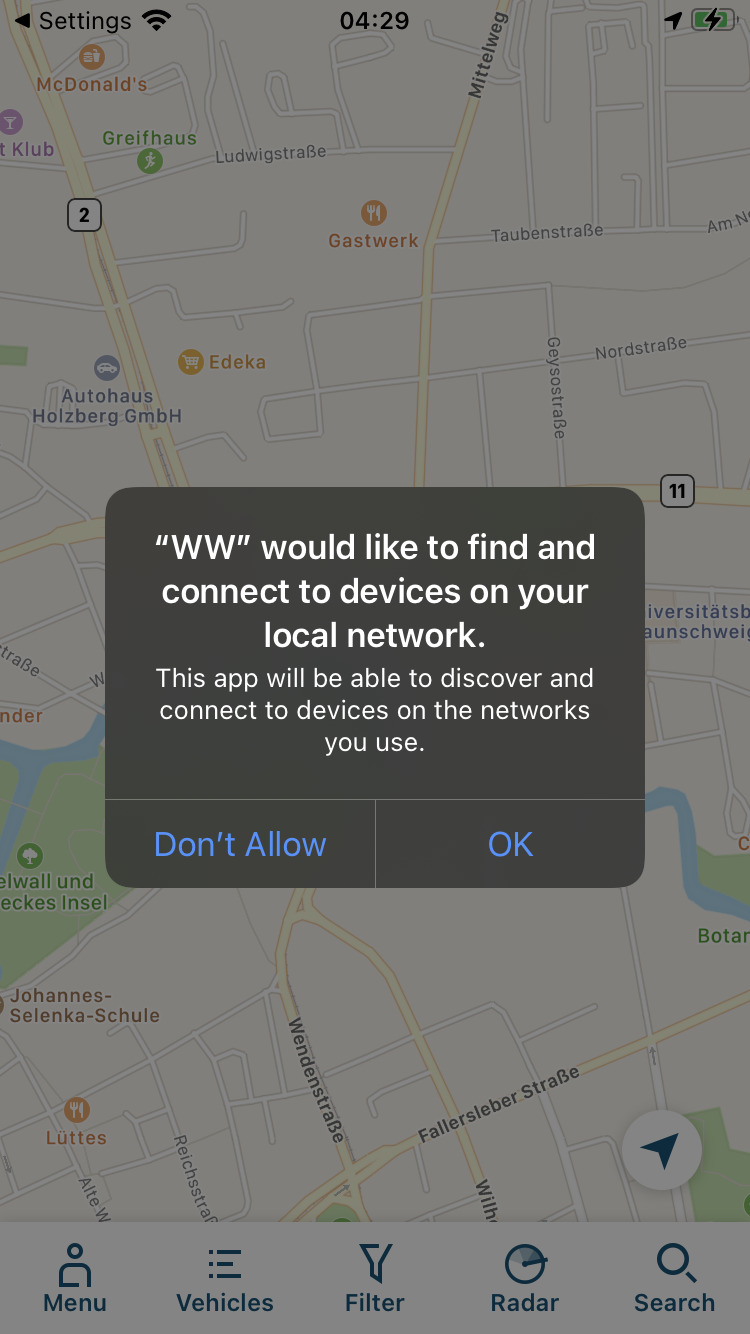 ◀ Settings
04:29
Mittelweg
McDonald's
t Klub
Greifhaus
Ludwigstraße
2
Gastwerk
Taubenstraße
Am No
Geysostraße
Nordstraße
Edeka
Autohaus
Holzberg GmbH
11
“WW” would like to find and
connect to devices on your
local network.
This app will be able to discover and
connect to devices on the networks
you use.
Don’t Allow
OK
iversitätsb
aunschweig
traße
W
nder
elwall und
eckes Insel
C
Botar
Johannes-
Selenka-Schule
Wendenstraße
Fallersleber Straße
Lüttes
Reichsstraß
Alte W
Wilh
Menu
Vehicles
Filter
Radar
Search